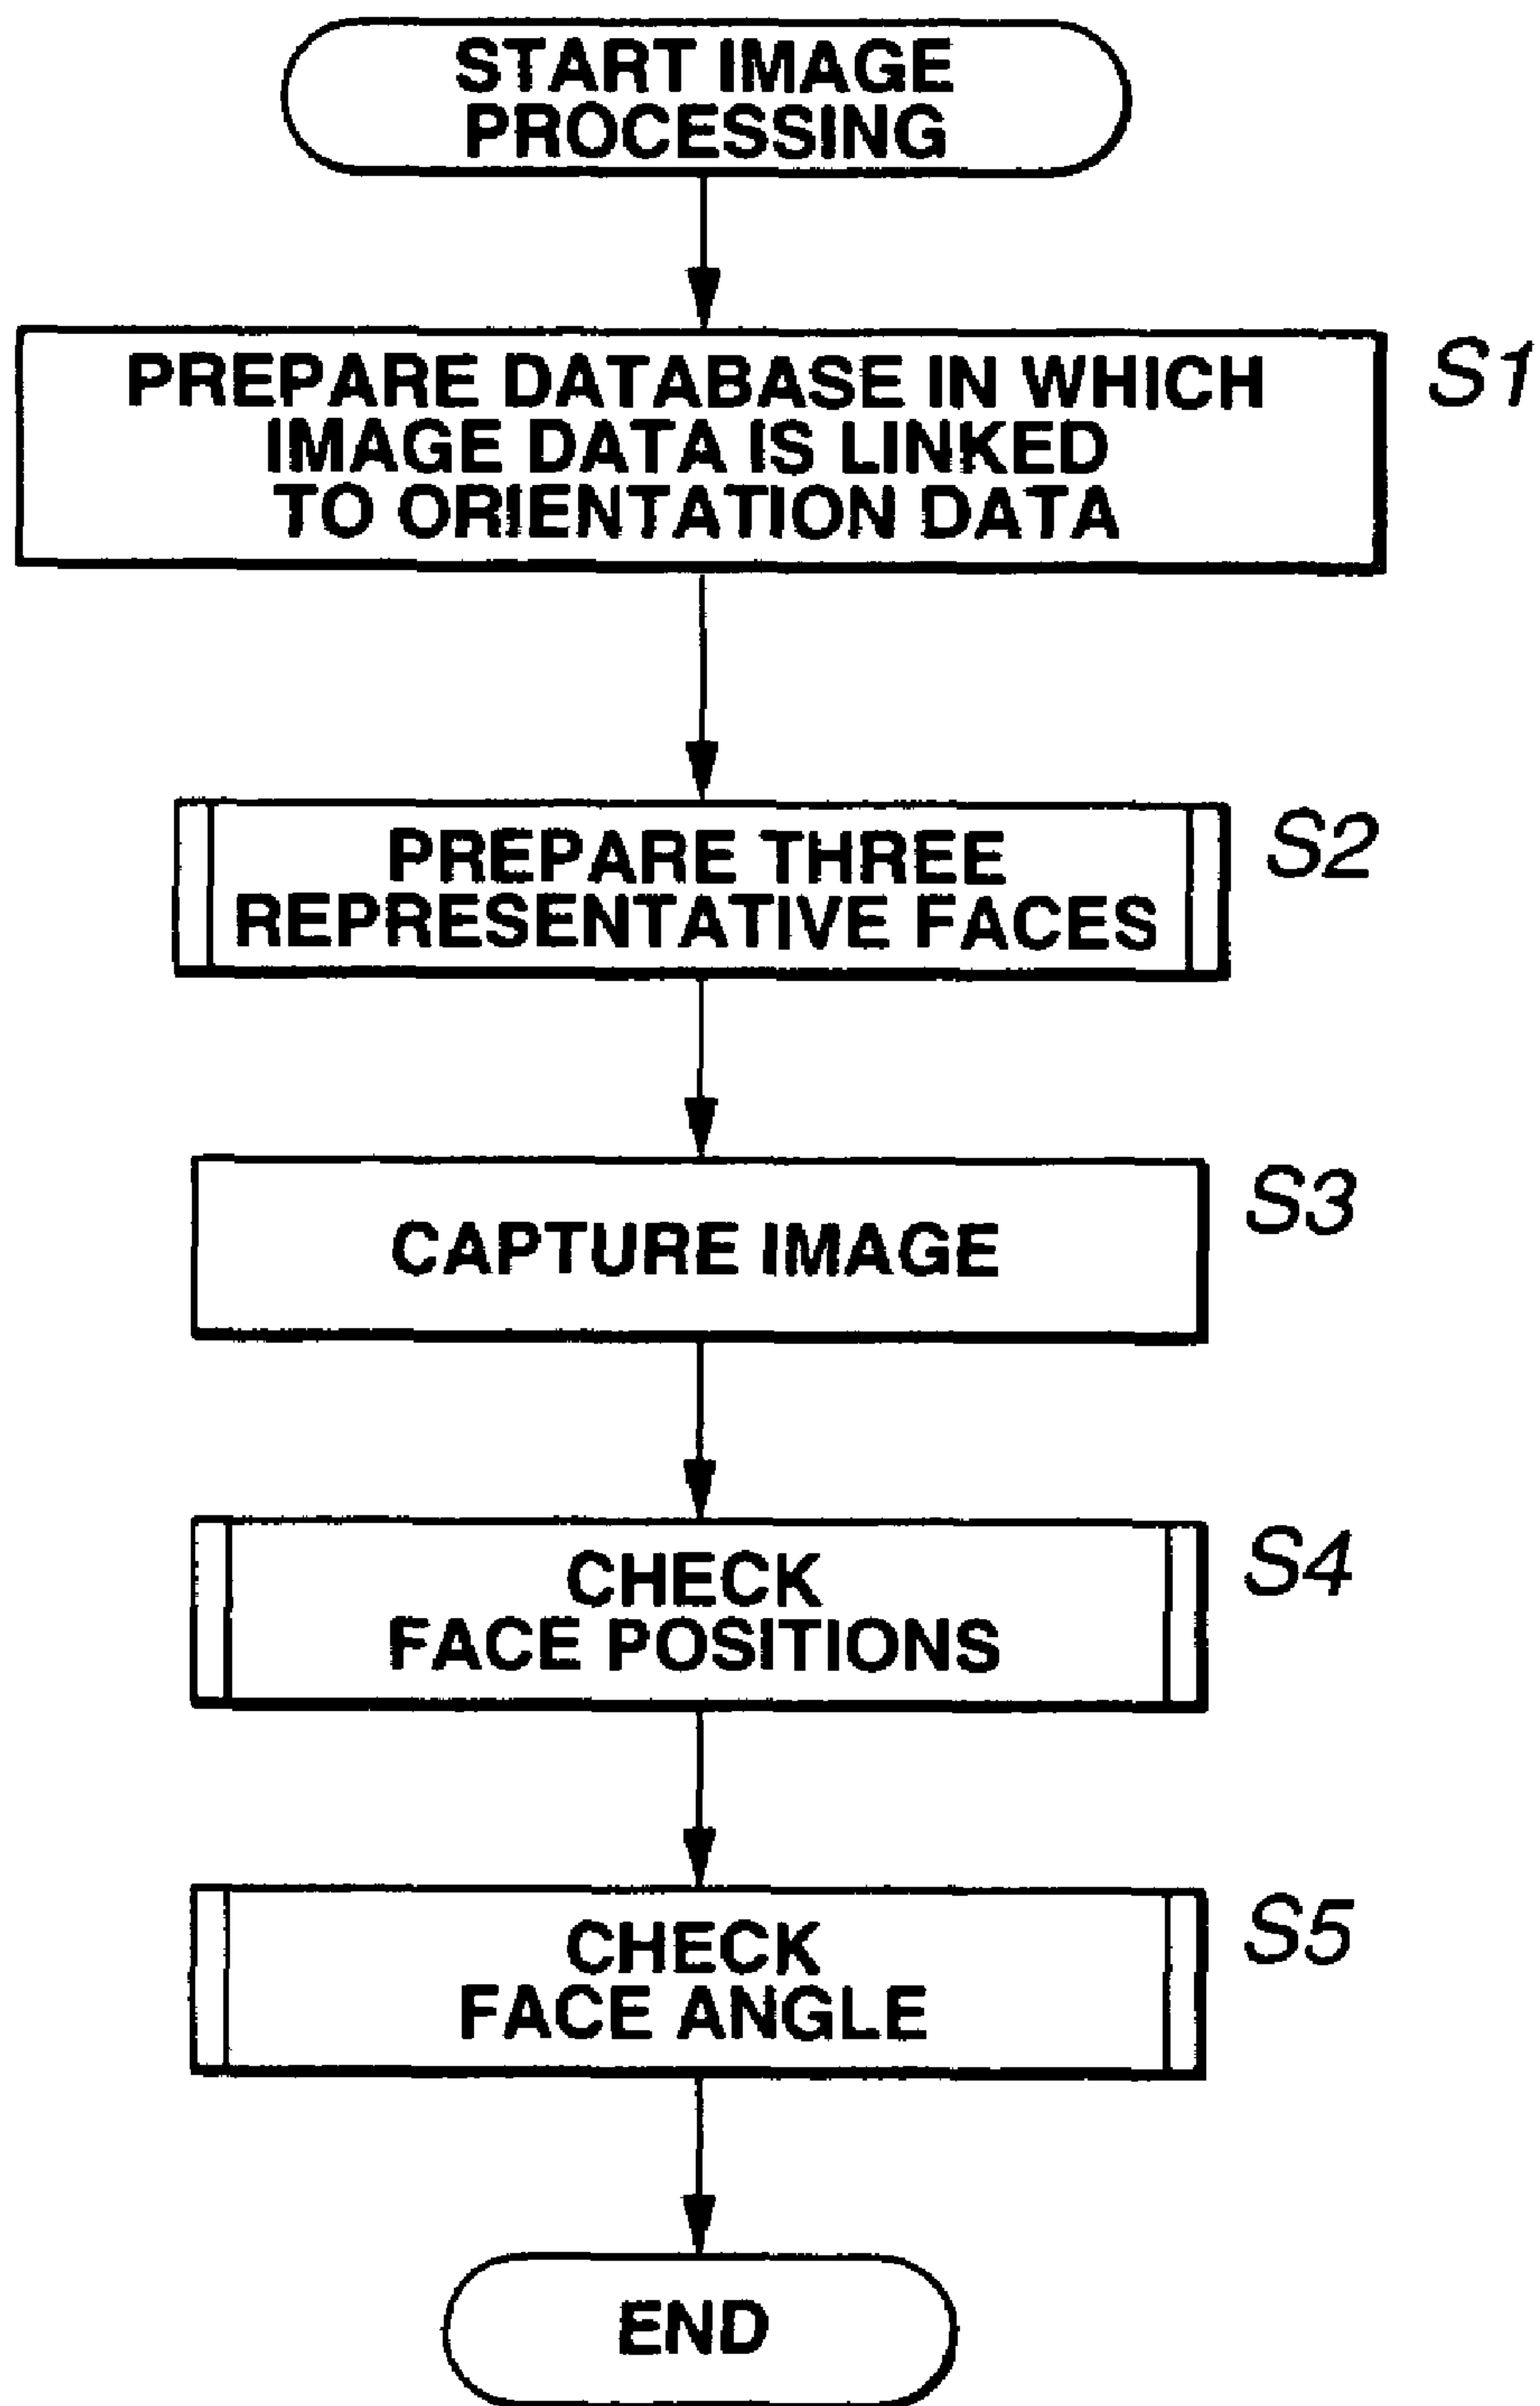 START IMAGE
PROCESSING
PREPARE DATABASE IN WHICH
IMAGE DATA IS LINKED
TO ORIENTATION DATA
S1
PREPARE THREE
REPRESENTATIVE FACES
S2
CAPTURE IMAGE
S3
CHECK
FACE POSITIONS
S4
CHECK
FACE ANGLE
S5
END